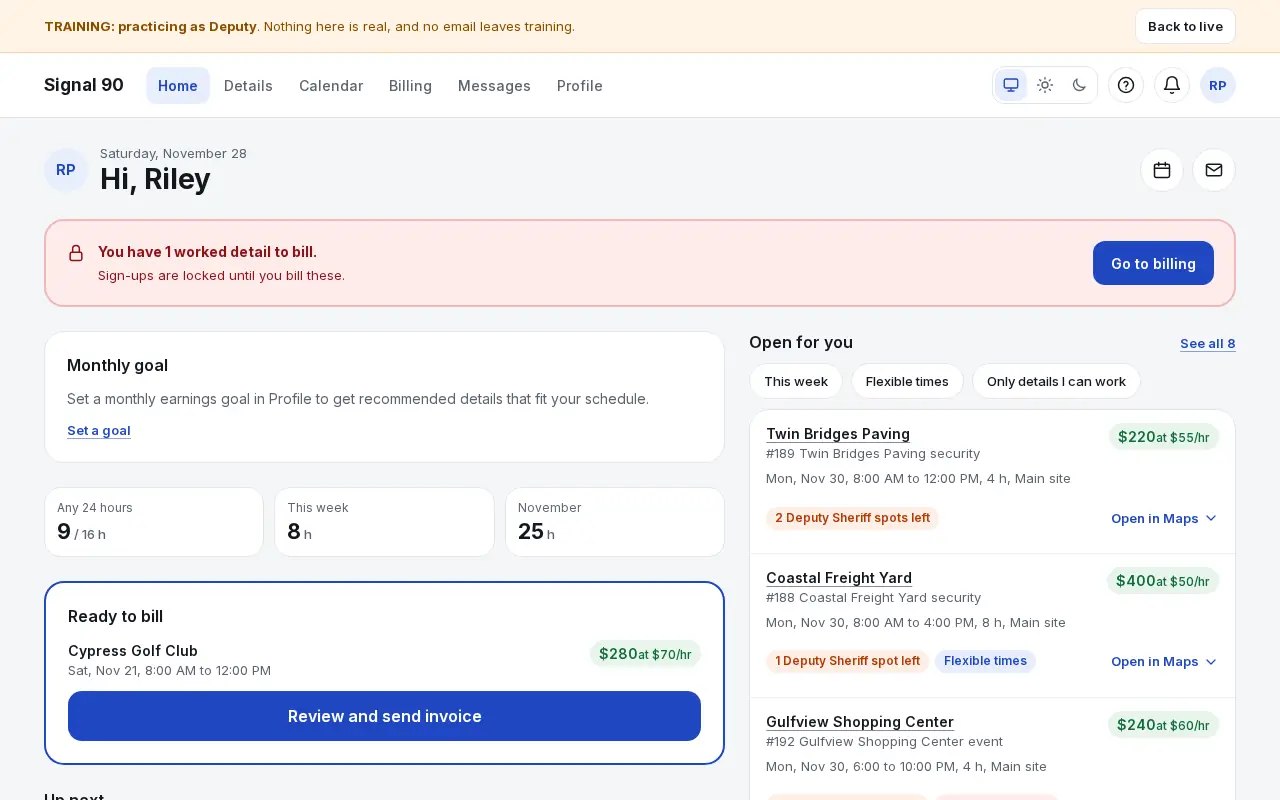 TRAINING: practicing as Deputy. Nothing here is real, and no email leaves training.
Back to live
Signal 90
Home
Details
Calendar
Billing
Messages
Profile
RP
RP
Saturday, November 28
Hi, Riley
You have 1 worked detail to bill.
Sign-ups are locked until you bill these.
Go to billing
Monthly goal
Set a monthly earnings goal in Profile to get recommended details that fit your schedule.
Set a goal
Any 24 hours
9 / 16 h
This week
8 h
November
25 h
Ready to bill
Cypress Golf Club
Sat, Nov 21, 8:00 AM to 12:00 PM
$280 at $70/hr
Review and send invoice
Up next
Open for you
See all 8
This week
Flexible times
Only details I can work
Twin Bridges Paving
$220 at $55/hr
#189 Twin Bridges Paving security
Mon, Nov 30, 8:00 AM to 12:00 PM, 4 h, Main site
2 Deputy Sheriff spots left
Open in Maps
Coastal Freight Yard
$400 at $50/hr
#188 Coastal Freight Yard security
Mon, Nov 30, 8:00 AM to 4:00 PM, 8 h, Main site
1 Deputy Sheriff spot left
Flexible times
Open in Maps
Gulfview Shopping Center
$240 at $60/hr
#192 Gulfview Shopping Center event
Mon, Nov 30, 6:00 to 10:00 PM, 4 h, Main site